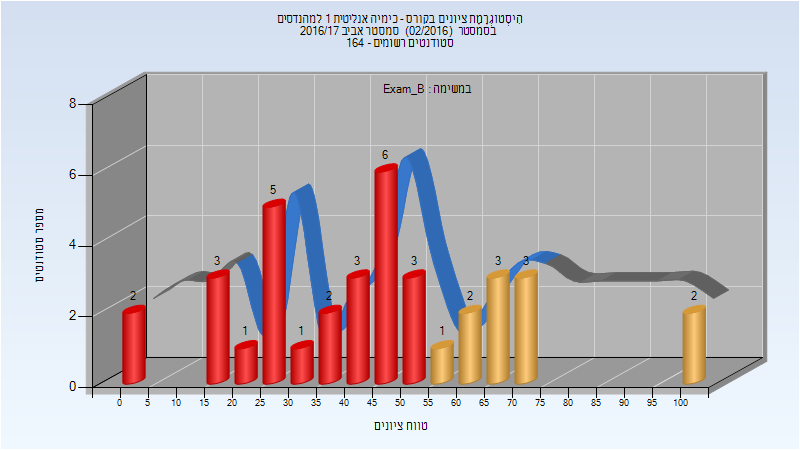 הִיסְטוֹגְרָמַת ציונים בקורס - כימיה אנליטית 1 למהנדסים
בסמסטר (02/2016) סמסטר אביב 2016/17
סטודנטים רשומים - 164
במשימה : Exam_B
8
6
4
2
0
מספר סטודנטים
2
3
1
5
1
2
3
6
3
1
2
3
3
2
0 5 10 15 20 25 30 35 40 45 50 55 60 65 70 75 80 85 90 95 100
טווח ציונים